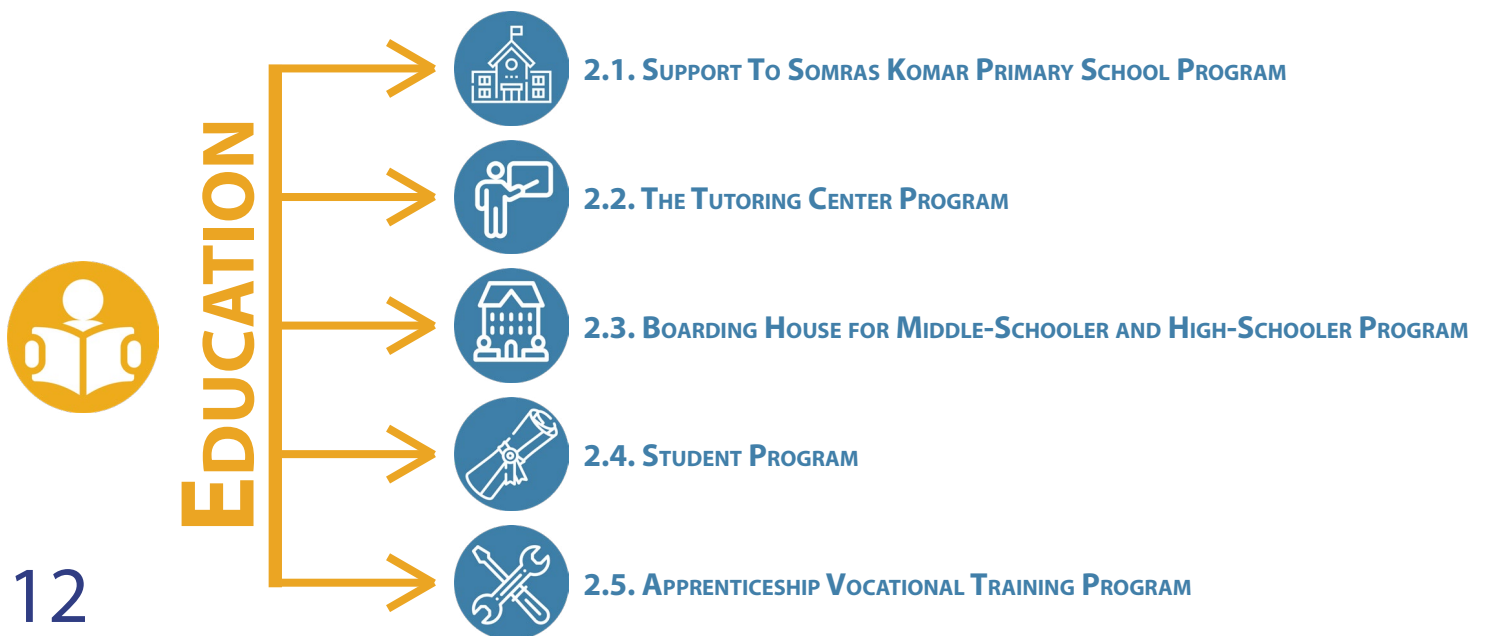 Education
2.1. Support To Somras Komar Primary School Program
2.2. The Tutoring Center Program
2.3. Boarding House for Middle-Schooler and High-Schooler Program
2.4. Student Program
2.5. Apprenticeship Vocational Training Program
12